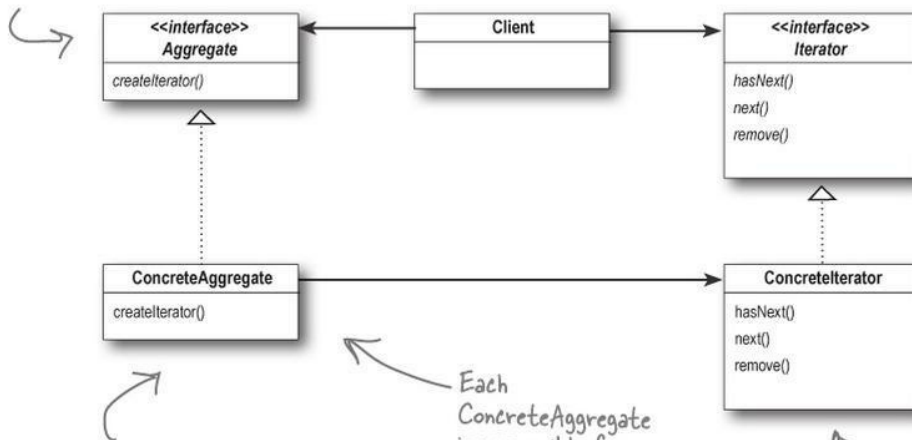 <<interface>>
Aggregate
createIterator()
Client
<<interface>>
Iterator
hasNext()
next()
remove()
ConcreteAggregate
createIterator()
ConcreteIterator
hasNext()
next()
remove()
Each
ConcreteAggregate